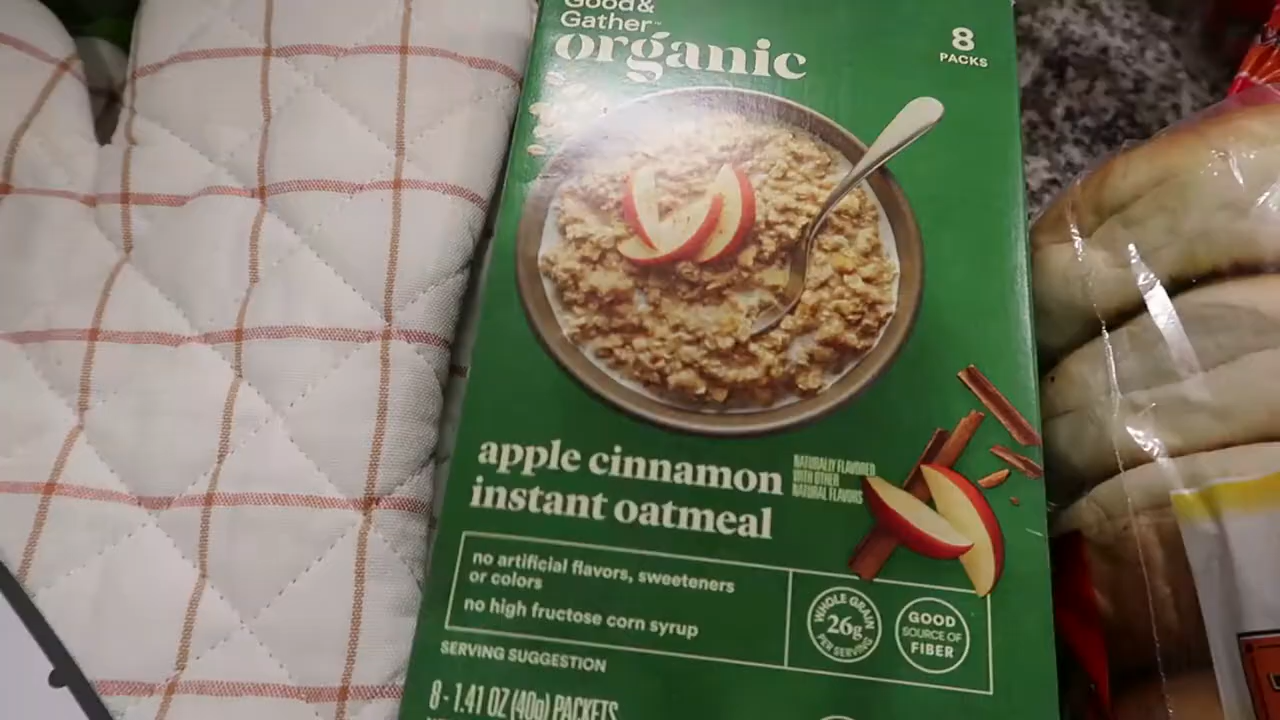 Good&
Gather™
organic
8
PACKS
apple cinnamon
instant oatmeal
NATURALLY FLAVORED
WITH OTHER
NATURAL FLAVORS
no artificial flavors, sweeteners
or colors
no high fructose corn syrup
WHOLE GRAIN
26g
PER SERVING
GOOD
SOURCE OF
FIBER
SERVING SUGGESTION
8 - 1.41 OZ (40g) PACKETS